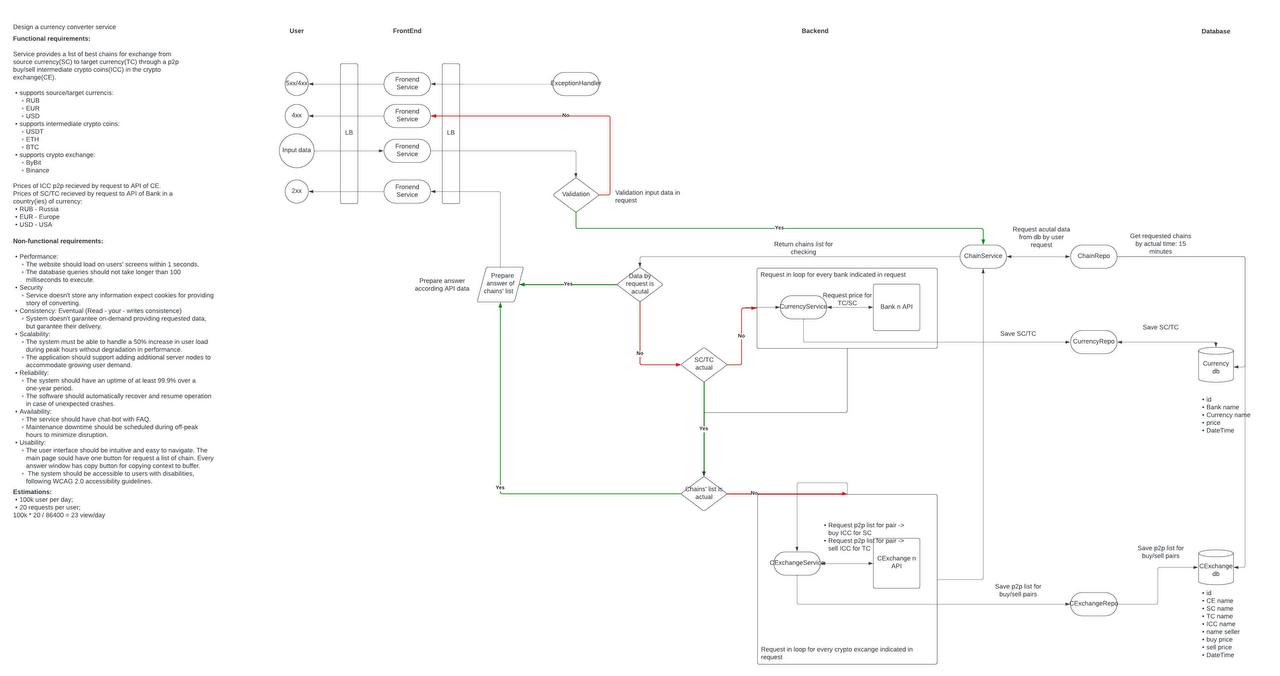 Design a currency converter service
Functional requirements:
Service provides a list of best chains for exchange from
source currency(SC) to target currency(TC) through a p2p
buy/sell intermediate crypto coins(ICC) in the crypto
exchange(CE).
• supports source/target currencis:
◦ RUB
◦ EUR
◦ USD
• supports intermediate crypto coins:
◦ USDT
◦ ETH
◦ BTC
• supports crypto exchange:
◦ ByBit
◦ Binance
Prices of ICC p2p recieved by request to API of CE.
Prices of SC/TC recieved by request to API of Bank in a
country(ies) of currency:
• RUB - Russia
• EUR - Europe
• USD - USA
Non-functional requirements:
• Performance:
◦ The website should load on users' screens within 1 seconds.
◦ The database queries should not take longer than 100
milliseconds to execute.
• Security
◦ Service doesn't store any information expect cookies for providing
story of converting.
• Consistency: Eventual (Read - your - writes consistence)
◦ System doesn't garantee on-demand providing requested data,
but garantee their delivery.
• Scalability:
◦ The system must be able to handle a 50% increase in user load
during peak hours without degradation in performance.
◦ The application should support adding additional server nodes to
accommodate growing user demand.
• Reliability:
◦ The system should have an uptime of at least 99.9% over a
one-year period.
◦ The software should automatically recover and resume operation
in case of unexpected crashes.
• Availability:
◦ The service should have chat-bot with FAQ.
◦ Maintenance downtime should be scheduled during off-peak
hours to minimize disruption.
• Usability:
◦ The user interface should be intuitive and easy to navigate. The
main page sould have one button for request a list of chain. Every
answer window has copy button for copying context to buffer.
◦ The system should be accessible to users with disabilities,
following WCAG 2.0 accessibility guidelines.
Estimations:
• 100k user per day;
• 20 requests per user;
100k * 20 / 86400 = 23 view/day
User
FrontEnd
Backend
Database
5xx/4xx
Fronend
Service
ExceptionHandler
4xx
Fronend
Service
No
LB
LB
Input data
Fronend
Service
2xx
Fronend
Service
Validation
Validation input data in
request
Yes
Return chains list for
checking
ChainService
Request acutal data
from db by user
request
ChainRepo
Get requested chains
by actual time: 15
minutes
Prepare answer
according API data
Prepare
answer of
chains' list
Yes
Data by
request is
acutal
Request in loop for every bank indicated in request
CurrencyService
Request price for
TC/SC
Bank n API
No
No
SC/TC
actual
Save SC/TC
CurrencyRepo
Save SC/TC
Currency
db
• id
• Bank name
• Currency name
• price
• DateTime
Yes
Yes
Chains' list is
actual
No
• Request p2p list for pair ->
buy ICC for SC
• Request p2p list for pair ->
sell ICC for TC
CExchangeService
CExchange n
API
Save p2p list for
buy/sell pairs
CExchangeRepo
Save p2p list for
buy/sell pairs
CExchange
db
• id
• CE name
• SC name
• TC name
• ICC name
• name seller
• buy price
• sell price
• DateTime
Request in loop for every crypto excange indicated in
request